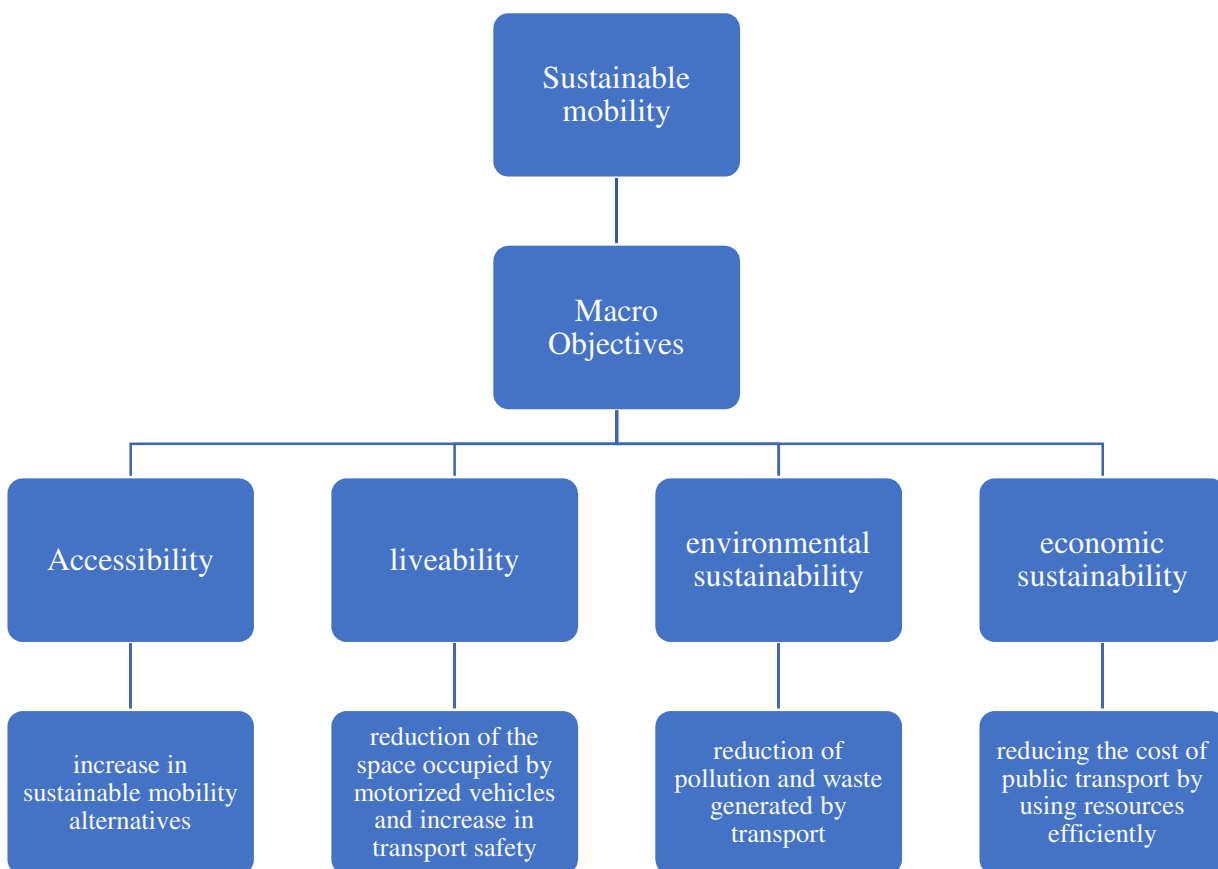 Sustainable
mobility
Macro
Objectives
Accessibility
liveability
environmental
sustainability
economic
sustainability
increase in
sustainable mobility
alternatives
reduction of the
space occupied by
motorized vehicles
and increase in
transport safety
reduction of
pollution and waste
generated by
transport
reducing the cost of
public transport by
using resources
efficiently